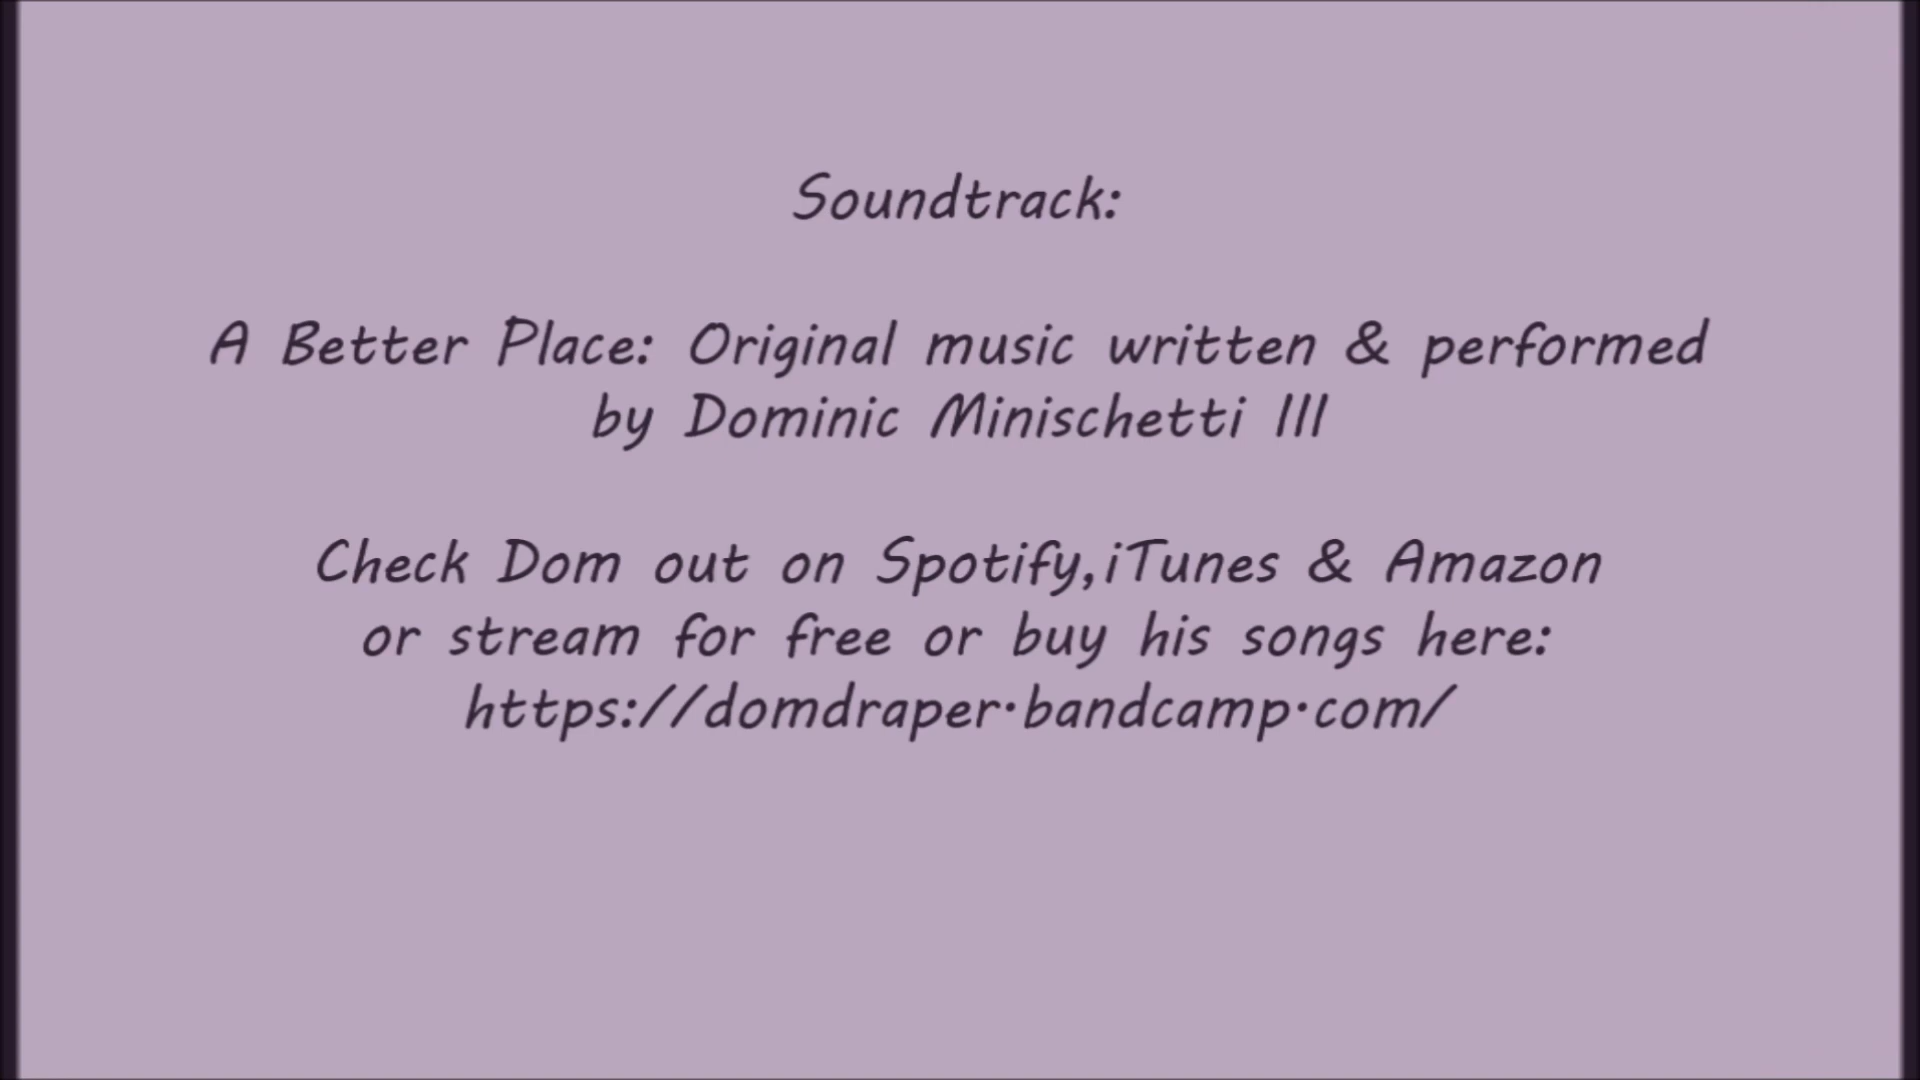 Soundtrack:
A Better Place: Original music written & performed
by Dominic Minischetti III
Check Dom out on Spotify,iTunes & Amazon
or stream for free or buy his songs here:
https://domdraper.bandcamp.com/